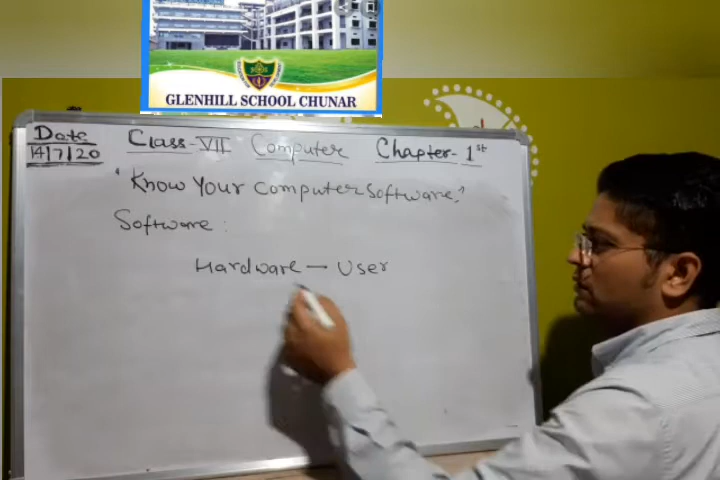 GLENHILL SCHOOL CHUNAR
Date
14/7/20
Class-VII Computer Chapter-1st
"Know Your Computer Software."
Software:
Hardware — User